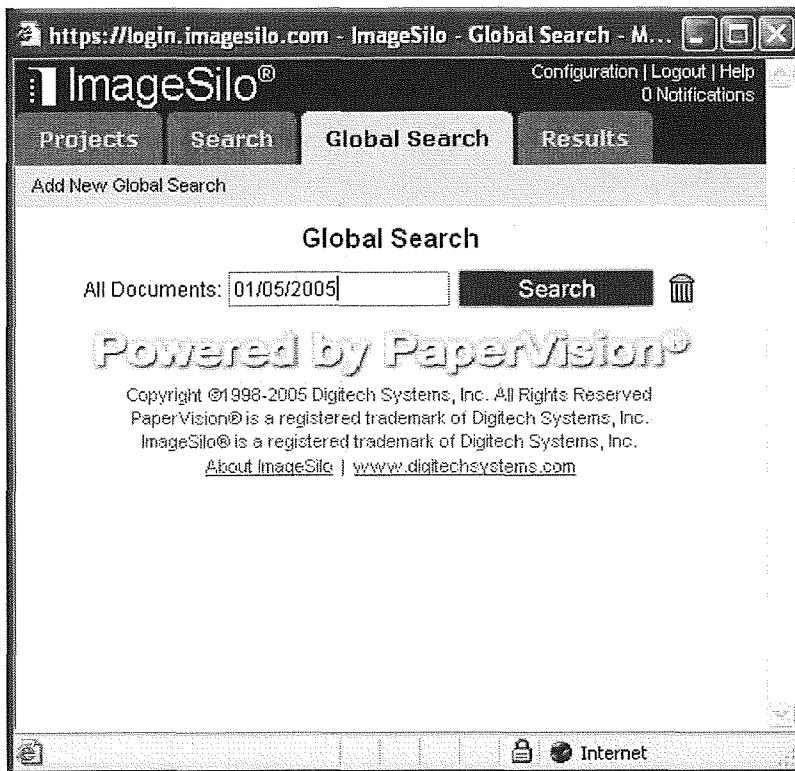 https://login.imagesilo.com - ImageSilo - Global Search - M...
ImageSilo®
Configuration | Logout | Help
0 Notifications
Projects Search Global Search Results
Add New Global Search
Global Search
All Documents: 01/05/2005 Search
Powered by PaperVision®
Copyright ©1998-2005 Digitech Systems, Inc. All Rights Reserved
PaperVision® is a registered trademark of Digitech Systems, Inc.
ImageSilo® is a registered trademark of Digitech Systems, Inc.
About ImageSilo | www.digitechsystems.com
Internet